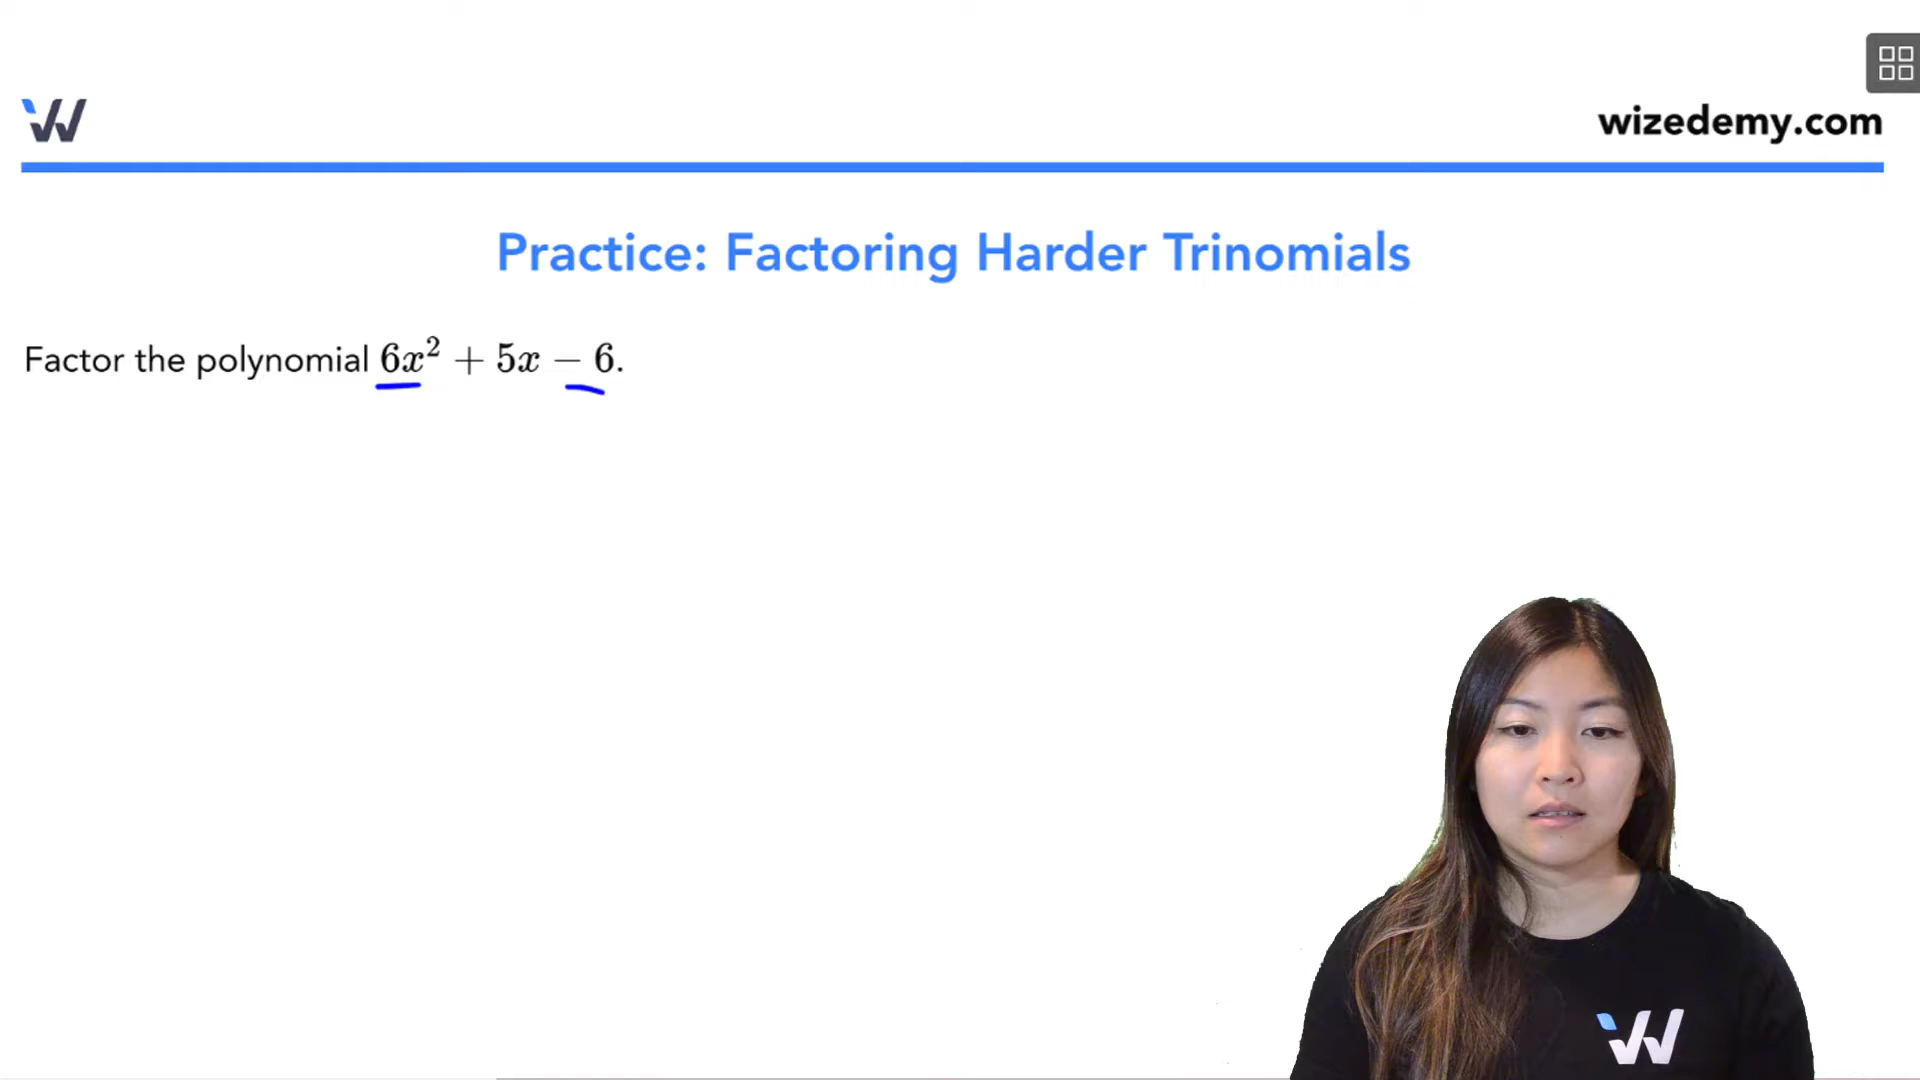 wizedemy.com
Practice: Factoring Harder Trinomials
Factor the polynomial 6x² + 5x − 6.